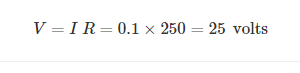 V = I R = 0.1 × 250 = 25 volts